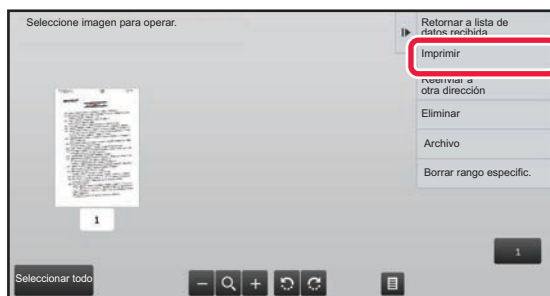 Seleccione imagen para operar.
Retornar a lista de
datos recibida
Imprimir
Reenviar a
otra dirección
Eliminar
Archivo
Borrar rango especific.
1
1
Seleccionar todo